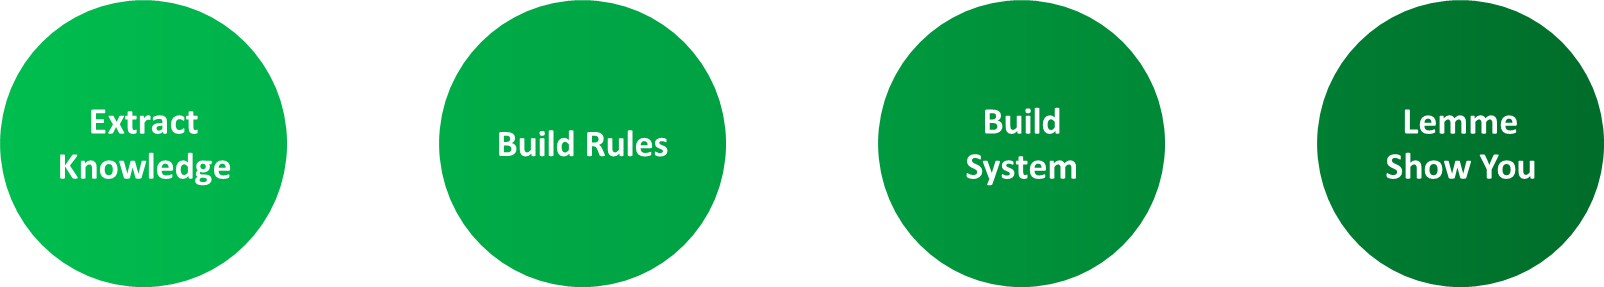 Extract
Knowledge
Build Rules
Build
System
Lemme
Show You